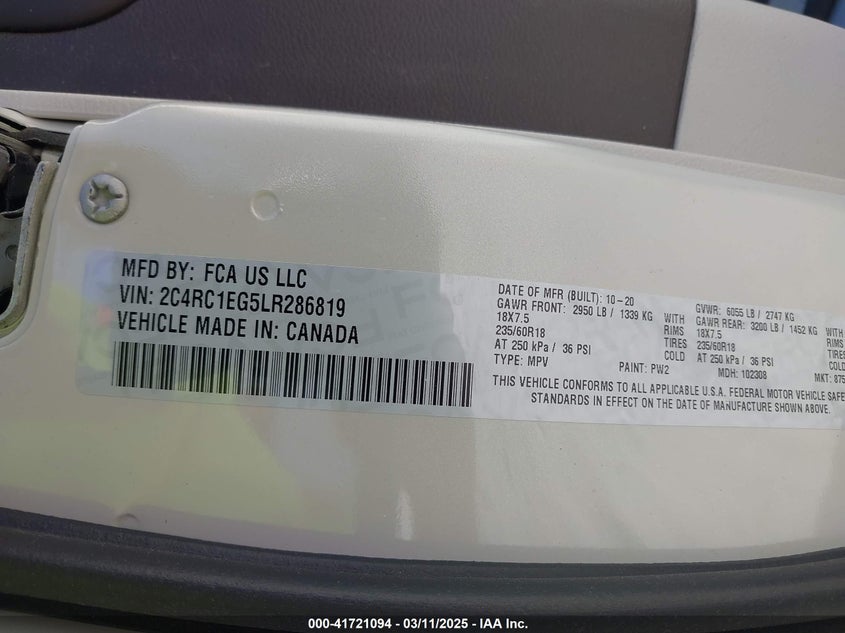 MFD BY: FCA US LLC
VIN: 2C4RC1EG5LR286819
VEHICLE MADE IN: CANADA
DATE OF MFR (BUILT): 10-20
GVWR: 6055 LB / 2747 KG
GAWR FRONT: 2950 LB / 1339 KG WITH
GAWR REAR: 3200 LB / 1452 KG WITH
18X7.5 RIMS
18X7.5 RIMS
235/60R18 TIRES
235/60R18 TIRES
AT 250 kPa / 36 PSI COLD
AT 250 kPa / 36 PSI COLD
TYPE: MPV
PAINT: PW2
MDH: 102308
MKT: 875
THIS VEHICLE CONFORMS TO ALL APPLICABLE U.S.A. FEDERAL MOTOR VEHICLE SAFE
STANDARDS IN EFFECT ON THE DATE OF MANUFACTURE SHOWN ABOVE.
000-41721094 - 03/11/2025 - IAA Inc.